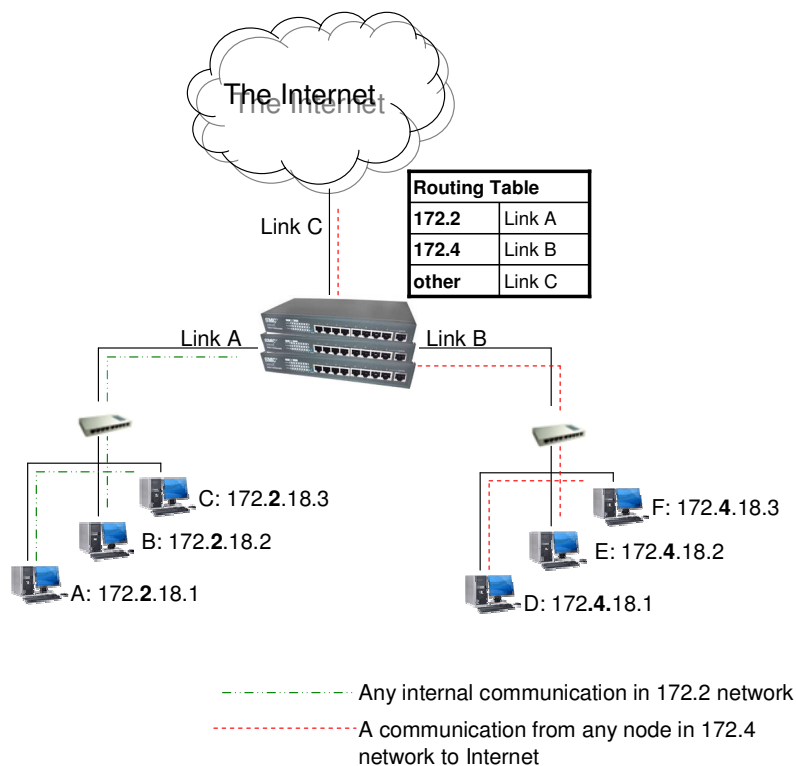 The Internet
Link C
Routing Table
172.2 Link A
172.4 Link B
other Link C
Link A
Link B
C: 172.2.18.3
B: 172.2.18.2
A: 172.2.18.1
F: 172.4.18.3
E: 172.4.18.2
D: 172.4.18.1
Any internal communication in 172.2 network
A communication from any node in 172.4
network to Internet